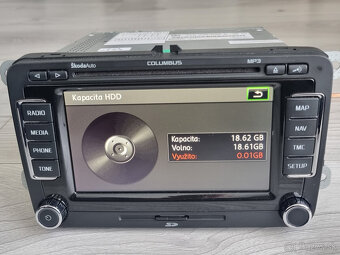 ŠkodaAuto COLUMBUS MP3
Kapacita HDD
RADIO
MEDIA
PHONE
TONE
Kapacita: 18.62 GB
Volno: 18.61GB
Využito: 0.01GB
MAP
NAV
TMC
SETUP
SD